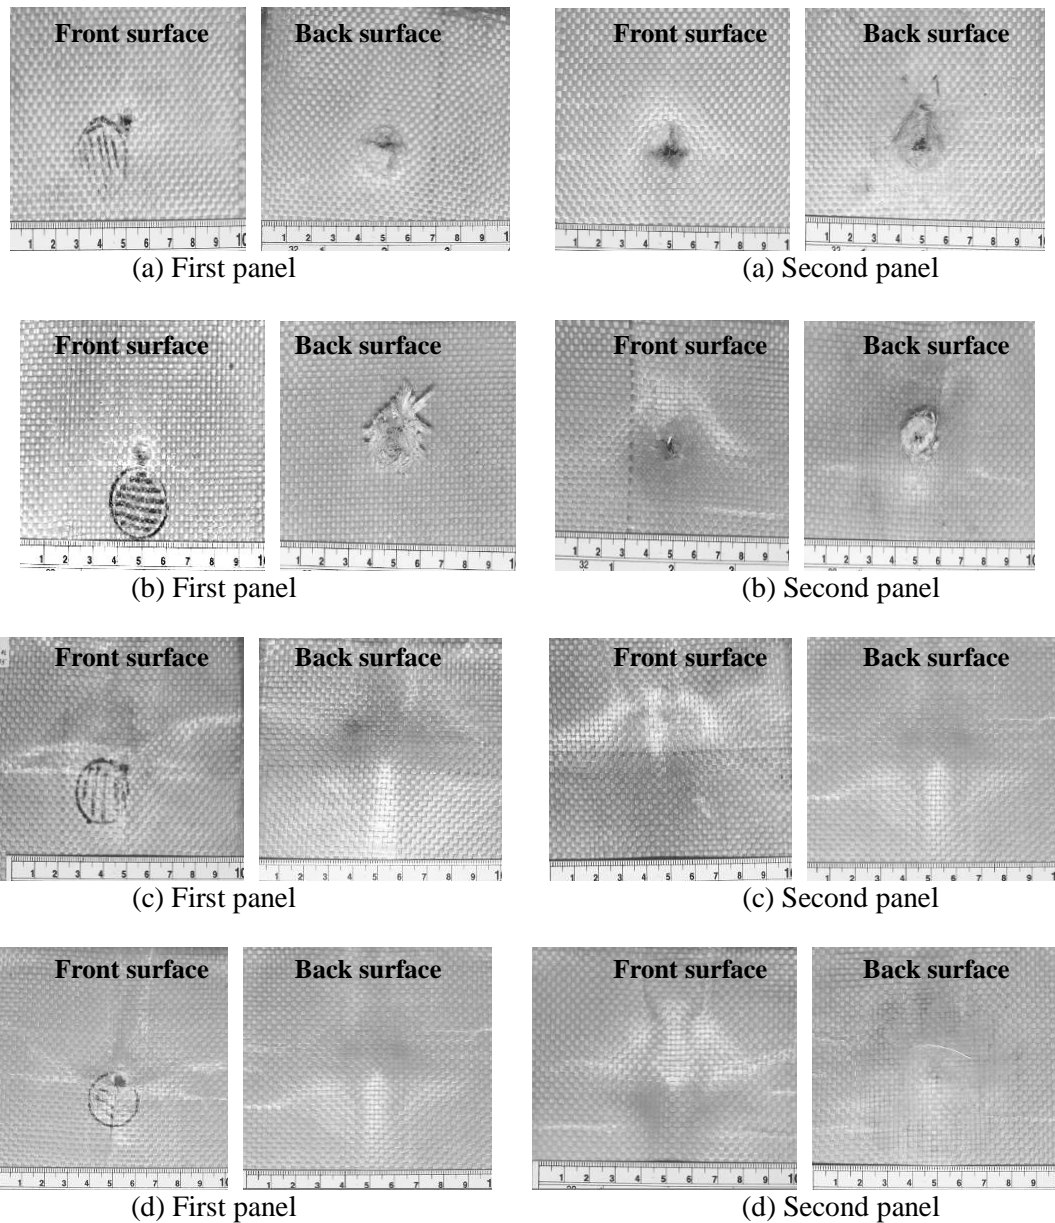 Front surface Back surface Front surface Back surface
1 2 3 4 5 6 7 8 9 10 1 2 3 4 5 6 7 8 9 1 2 3 4 5 6 7 8 9 1 2 3 4 5 6 7 8 9 10
(a) First panel (a) Second panel
Front surface Back surface Front surface Back surface
1 2 3 4 5 6 7 8 9 1 2 3 4 5 6 7 8 9 1 2 3 4 5 6 7 8 9 1 2 3 4 5 6 7 8 9 10
(b) First panel (b) Second panel
Front surface Back surface Front surface Back surface
1 2 3 4 5 6 7 8 9 10 1 2 3 4 5 6 7 8 9 1 2 3 4 5 6 7 8 9 10 1 2 3 4 5 6 7 8 9
(c) First panel (c) Second panel
Front surface Back surface Front surface Back surface
1 2 3 4 5 6 7 8 9 1 2 3 4 5 6 7 8 9 1 2 3 4 5 6 7 8 9 10 1 2 3 4 5 6 7 8 9
(d) First panel (d) Second panel